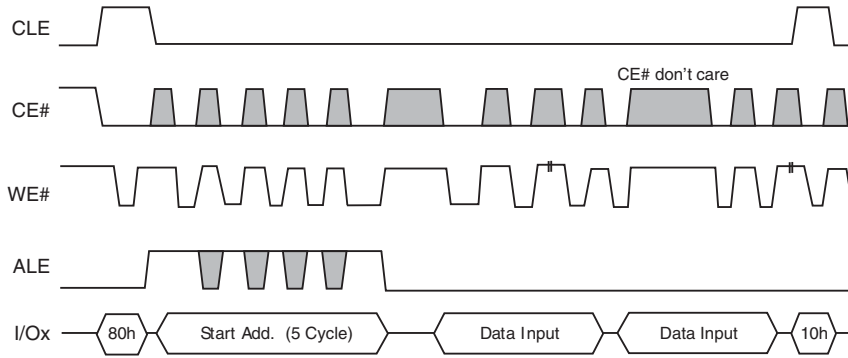 CLE
CE# don't care
CE#
WE#
ALE
I/Ox
80h
Start Add. (5 Cycle)
Data Input
Data Input
10h